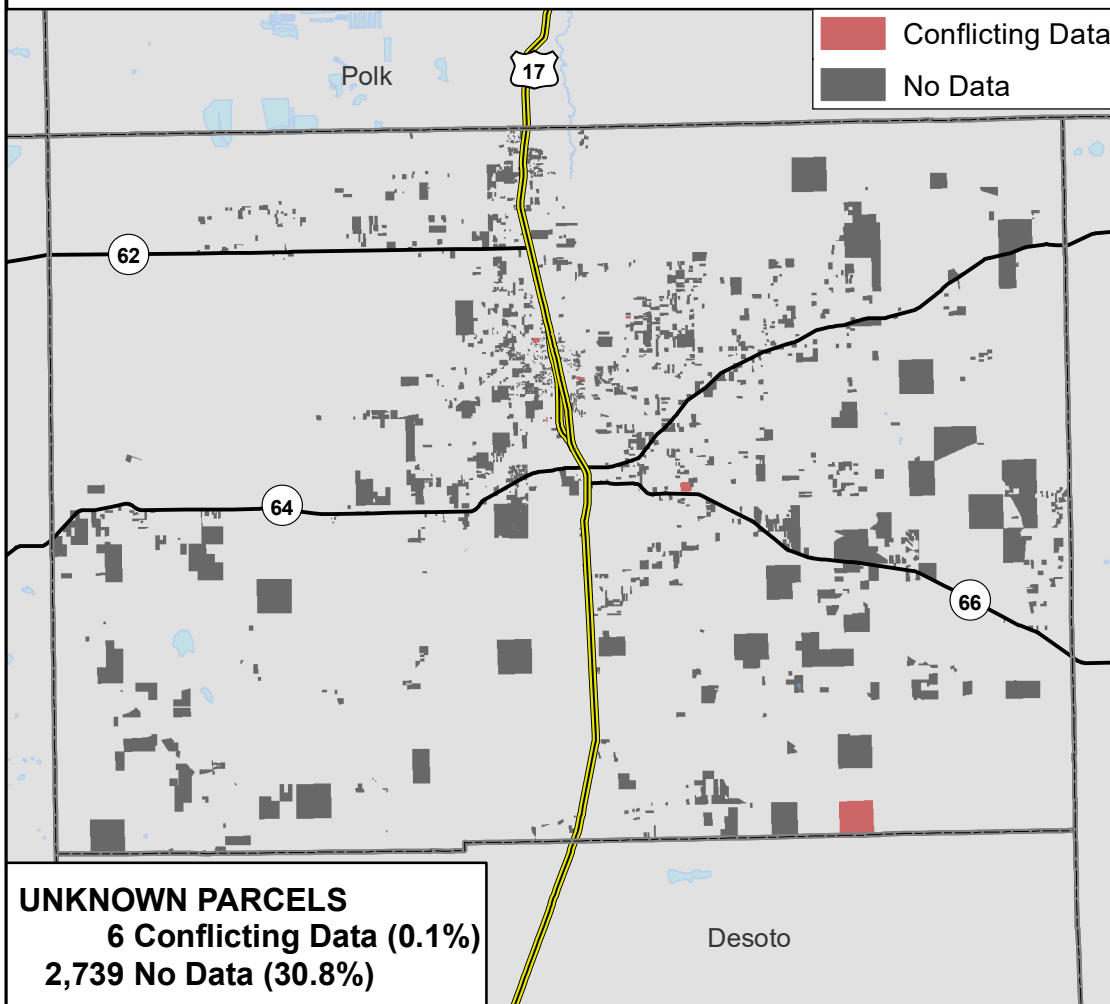 Conflicting Data
No Data
Polk
17
62
64
66
UNKNOWN PARCELS
6 Conflicting Data (0.1%)
2,739 No Data (30.8%)
Desoto